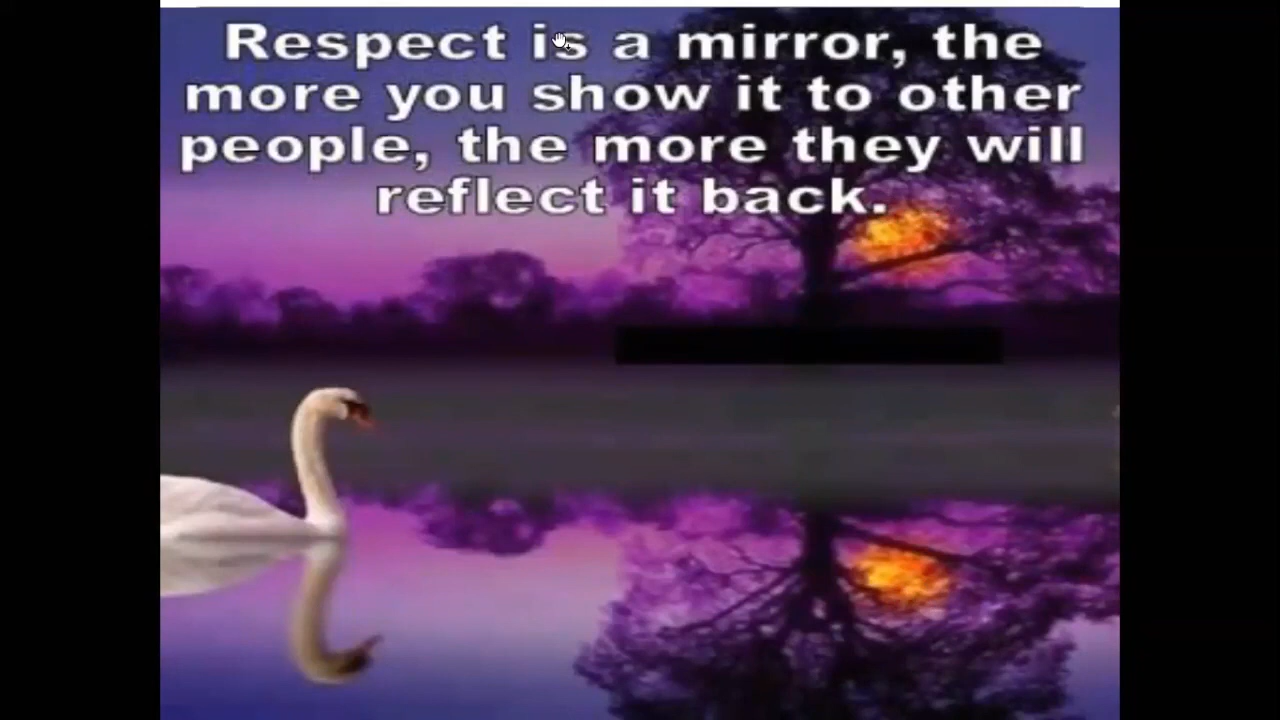 Respect is a mirror, the
more you show it to other
people, the more they will
reflect it back.